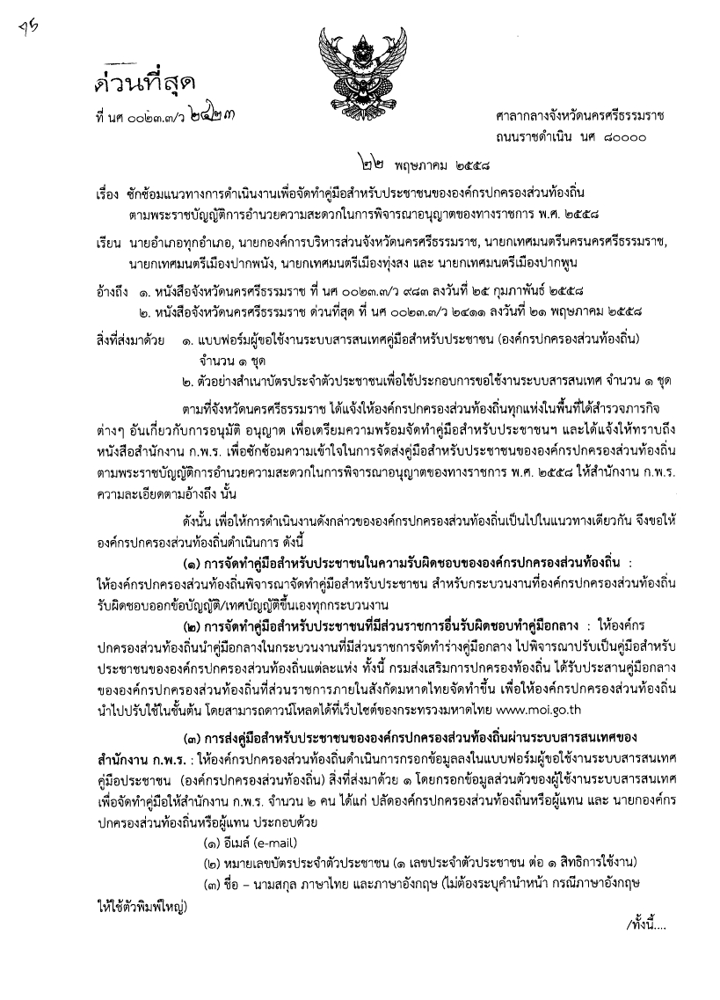 ด่วนที่สุด
ที่ นศ ๐๐๒๓.๓/ว ๒๔๒๓
ศาลากลางจังหวัดนครศรีธรรมราช
ถนนราชดำเนิน นศ ๘๐๐๐๐
๒๒ พฤษภาคม ๒๕๕๘
เรื่อง ซักซ้อมแนวทางการดำเนินงานเพื่อจัดทำคู่มือสำหรับประชาชนขององค์กรปกครองส่วนท้องถิ่น
ตามพระราชบัญญัติการอำนวยความสะดวกในการพิจารณาอนุญาตของทางราชการ พ.ศ. ๒๕๕๘
เรียน นายอำเภอทุกอำเภอ, นายกองค์การบริหารส่วนจังหวัดนครศรีธรรมราช, นายกเทศมนตรีนครนครศรีธรรมราช,
นายกเทศมนตรีเมืองปากพนัง, นายกเทศมนตรีเมืองทุ่งสง และ นายกเทศมนตรีเมืองปากพูน
อ้างถึง ๑. หนังสือจังหวัดนครศรีธรรมราช ที่ นศ ๐๐๒๓.๓/ว ๙๘๓ ลงวันที่ ๒๕ กุมภาพันธ์ ๒๕๕๘
๒. หนังสือจังหวัดนครศรีธรรมราช ด่วนที่สุด ที่ นศ ๐๐๒๓.๓/ว ๒๔๑๑ ลงวันที่ ๒๑ พฤษภาคม ๒๕๕๘
สิ่งที่ส่งมาด้วย ๑. แบบฟอร์มผู้ขอใช้งานระบบสารสนเทศคู่มือสำหรับประชาชน (องค์กรปกครองส่วนท้องถิ่น)
จำนวน ๑ ชุด
๒. ตัวอย่างสำเนาบัตรประจำตัวประชาชนเพื่อใช้ประกอบการขอใช้งานระบบสารสนเทศ จำนวน ๑ ชุด
ตามที่จังหวัดนครศรีธรรมราช ได้แจ้งให้องค์กรปกครองส่วนท้องถิ่นทุกแห่งในพื้นที่ได้สำรวจภารกิจ
ต่างๆ อันเกี่ยวกับการอนุมัติ อนุญาต เพื่อเตรียมความพร้อมจัดทำคู่มือสำหรับประชาชนฯ และได้แจ้งให้ทราบถึง
หนังสือสำนักงาน ก.พ.ร. เพื่อซักซ้อมความเข้าใจในการจัดส่งคู่มือสำหรับประชาชนขององค์กรปกครองส่วนท้องถิ่น
ตามพระราชบัญญัติการอำนวยความสะดวกในการพิจารณาอนุญาตของทางราชการ พ.ศ. ๒๕๕๘ ให้สำนักงาน ก.พ.ร.
ความละเอียดตามอ้างถึง นั้น
ดังนั้น เพื่อให้การดำเนินงานดังกล่าวขององค์กรปกครองส่วนท้องถิ่นเป็นไปในแนวทางเดียวกัน จึงขอให้
องค์กรปกครองส่วนท้องถิ่นดำเนินการ ดังนี้
(๑) การจัดทำคู่มือสำหรับประชาชนในความรับผิดชอบขององค์กรปกครองส่วนท้องถิ่น :
ให้องค์กรปกครองส่วนท้องถิ่นพิจารณาจัดทำคู่มือสำหรับประชาชน สำหรับกระบวนงานที่องค์กรปกครองส่วนท้องถิ่น
รับผิดชอบออกข้อบัญญัติ/เทศบัญญัติขึ้นเองทุกกระบวนงาน
(๒) การจัดทำคู่มือสำหรับประชาชนที่มีส่วนราชการอื่นรับผิดชอบทำคู่มือกลาง : ให้องค์กร
ปกครองส่วนท้องถิ่นนำคู่มือกลางในกระบวนงานที่มีส่วนราชการจัดทำร่างคู่มือกลาง ไปพิจารณาปรับเป็นคู่มือสำหรับ
ประชาชนขององค์กรปกครองส่วนท้องถิ่นแต่ละแห่ง ทั้งนี้ กรมส่งเสริมการปกครองท้องถิ่น ได้รับประสานคู่มือกลาง
ขององค์กรปกครองส่วนท้องถิ่นที่ส่วนราชการภายในสังกัดมหาดไทยจัดทำขึ้น เพื่อให้องค์กรปกครองส่วนท้องถิ่น
นำไปปรับใช้ในชั้นต้น โดยสามารถดาวน์โหลดได้ที่เว็บไซต์ของกระทรวงมหาดไทย www.moi.go.th
(๓) การส่งคู่มือสำหรับประชาชนขององค์กรปกครองส่วนท้องถิ่นผ่านระบบสารสนเทศของ
สำนักงาน ก.พ.ร. : ให้องค์กรปกครองส่วนท้องถิ่นดำเนินการกรอกข้อมูลลงในแบบฟอร์มผู้ขอใช้งานระบบสารสนเทศ
คู่มือประชาชน (องค์กรปกครองส่วนท้องถิ่น) สิ่งที่ส่งมาด้วย ๑ โดยกรอกข้อมูลส่วนตัวของผู้ใช้งานระบบสารสนเทศ
เพื่อจัดทำคู่มือให้สำนักงาน ก.พ.ร. จำนวน ๒ คน ได้แก่ ปลัดองค์กรปกครองส่วนท้องถิ่นหรือผู้แทน และ นายกองค์กร
ปกครองส่วนท้องถิ่นหรือผู้แทน ประกอบด้วย
(๑) อีเมล์ (e-mail)
(๒) หมายเลขบัตรประจำตัวประชาชน (๑ เลขประจำตัวประชาชน ต่อ ๑ สิทธิการใช้งาน)
(๓) ชื่อ – นามสกุล ภาษาไทย และภาษาอังกฤษ (ไม่ต้องระบุคำนำหน้า กรณีภาษาอังกฤษ
ให้ใช้ตัวพิมพ์ใหญ่)
/ทั้งนี้....